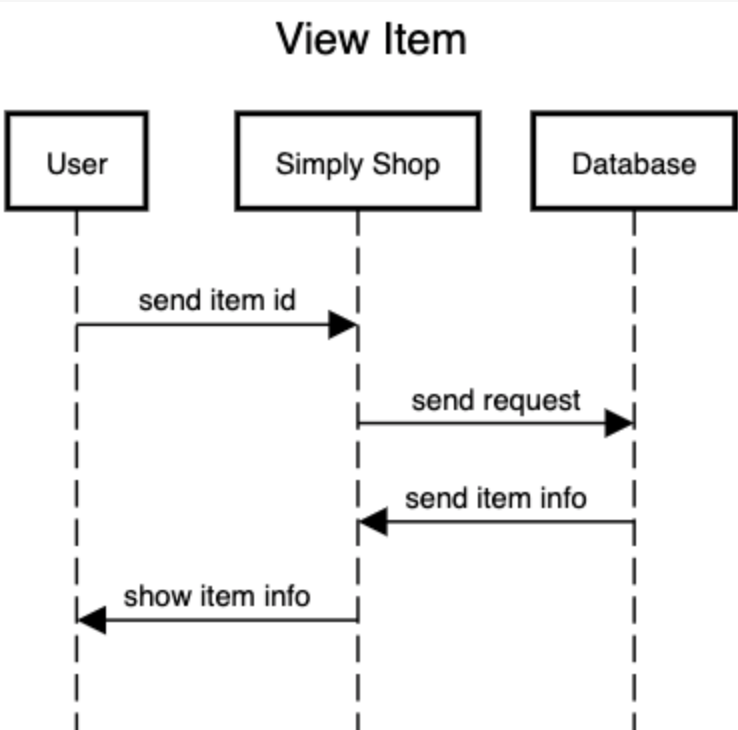 View Item
User
Simply Shop
Database
send item id
send request
send item info
show item info